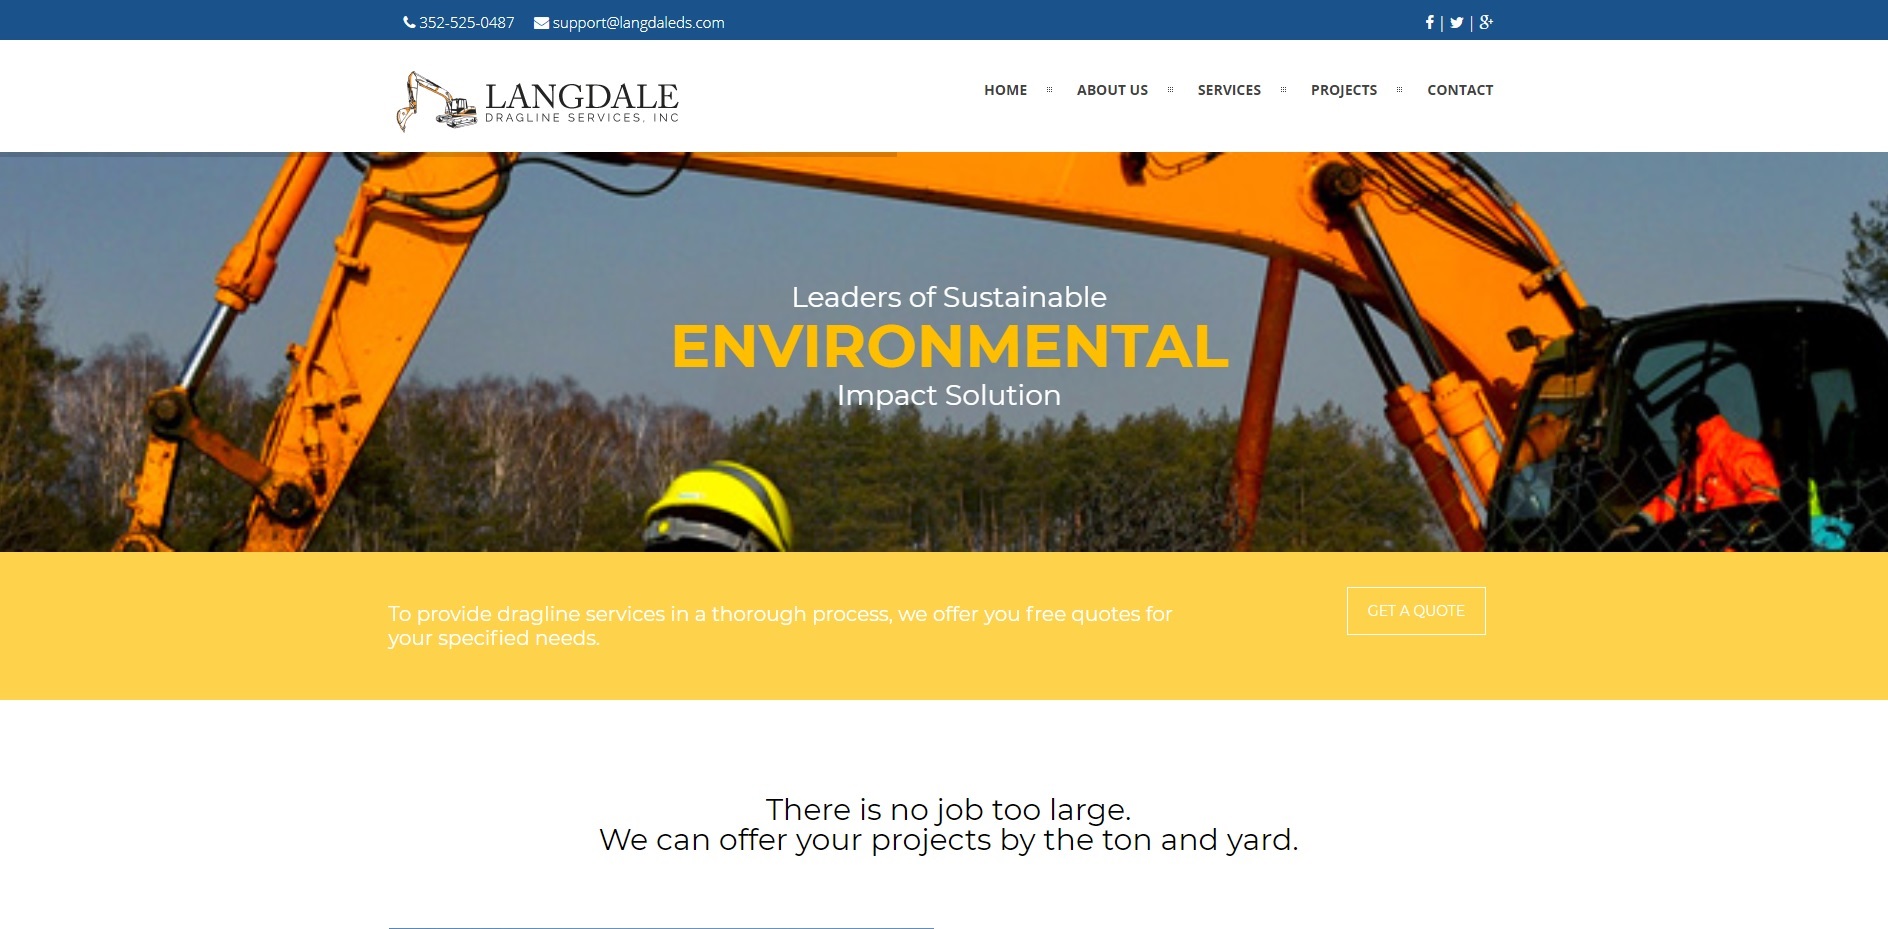 352-525-0487 support@langdaleds.com
f | | g+
LANGDALE
DRAGLINE SERVICES, INC
HOME ABOUT US SERVICES PROJECTS CONTACT
Leaders of Sustainable
ENVIRONMENTAL
Impact Solution
To provide dragline services in a thorough process, we offer you free quotes for
your specified needs.
GET A QUOTE
There is no job too large.
We can offer your projects by the ton and yard.